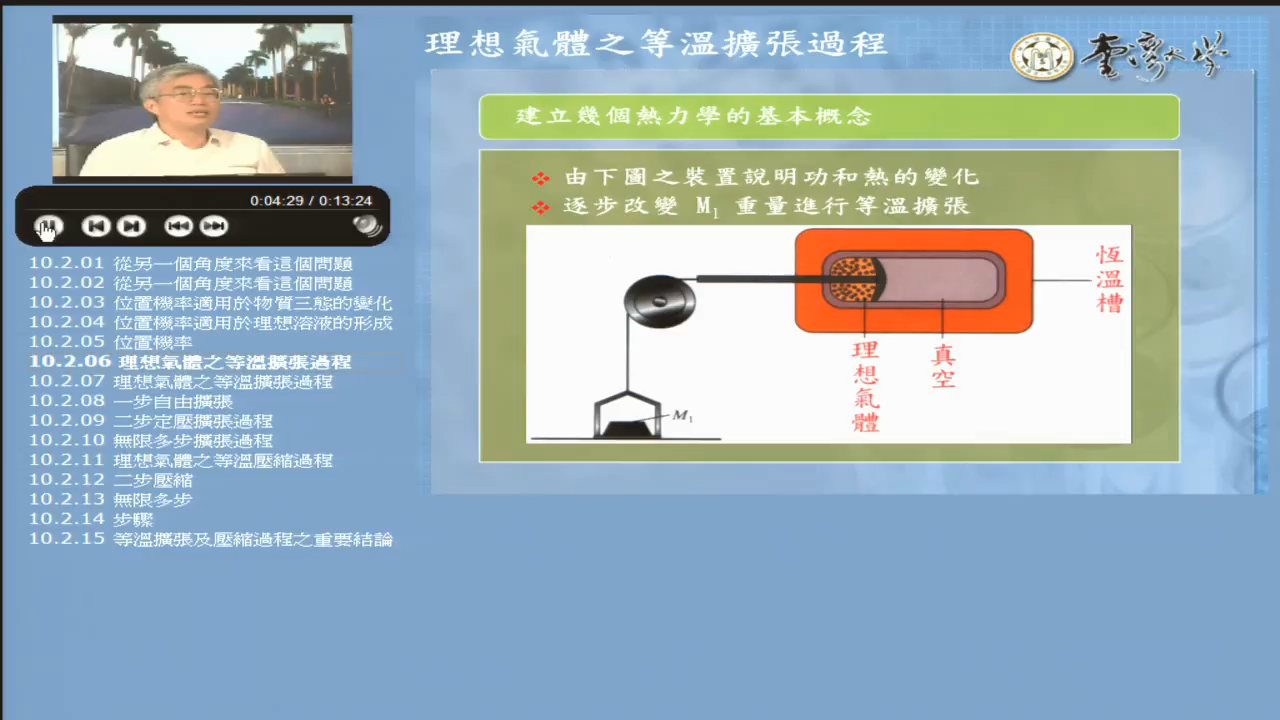 理想氣體之等溫擴張過程
臺灣大學
建立幾個熱力學的基本概念
❖ 由下圖之裝置說明功和熱的變化
❖ 逐步改變 M₁ 重量進行等溫擴張
恆溫槽
理想氣體
真空
M₁
0:04:29 / 0:13:24
10.2.01 從另一個角度來看這個問題
10.2.02 從另一個角度來看這個問題
10.2.03 位置機率適用於物質三態的變化
10.2.04 位置機率適用於理想溶液的形成
10.2.05 位置機率
10.2.06 理想氣體之等溫擴張過程
10.2.07 理想氣體之等溫擴張過程
10.2.08 一步自由擴張
10.2.09 二步定壓擴張過程
10.2.10 無限多步擴張過程
10.2.11 理想氣體之等溫壓縮過程
10.2.12 二步壓縮
10.2.13 無限多步
10.2.14 步驟
10.2.15 等溫擴張及壓縮過程之重要結論